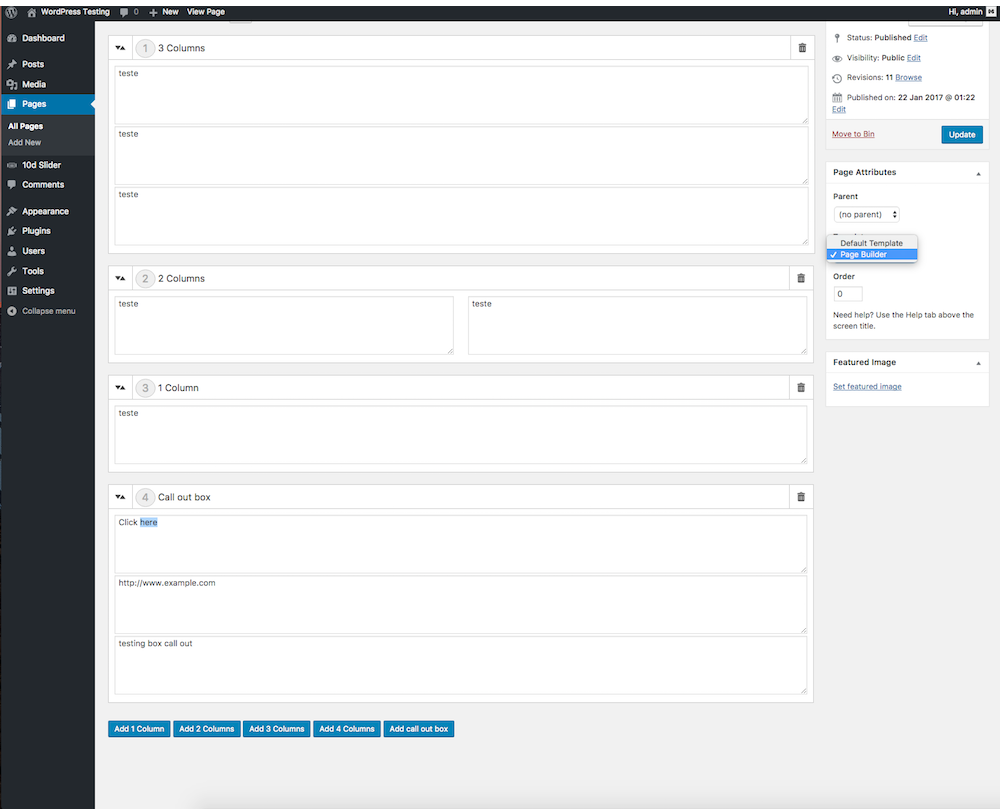 WordPress Testing 0 New View Page Hi, admin
Dashboard
Posts
Media
Pages
All Pages
Add New
10d Slider
Comments
Appearance
Plugins
Users
Tools
Settings
Collapse menu
1 3 Columns
teste
teste
teste
2 2 Columns
teste teste
3 1 Column
teste
4 Call out box
Click here
http://www.example.com
testing box call out
Add 1 Column Add 2 Columns Add 3 Columns Add 4 Columns Add call out box
Status: Published Edit
Visibility: Public Edit
Revisions: 11 Browse
Published on: 22 Jan 2017 @ 01:22
Edit
Move to Bin Update
Page Attributes
Parent
(no parent)
Default Template
✓ Page Builder
Order
0
Need help? Use the Help tab above the
screen title.
Featured Image
Set featured image